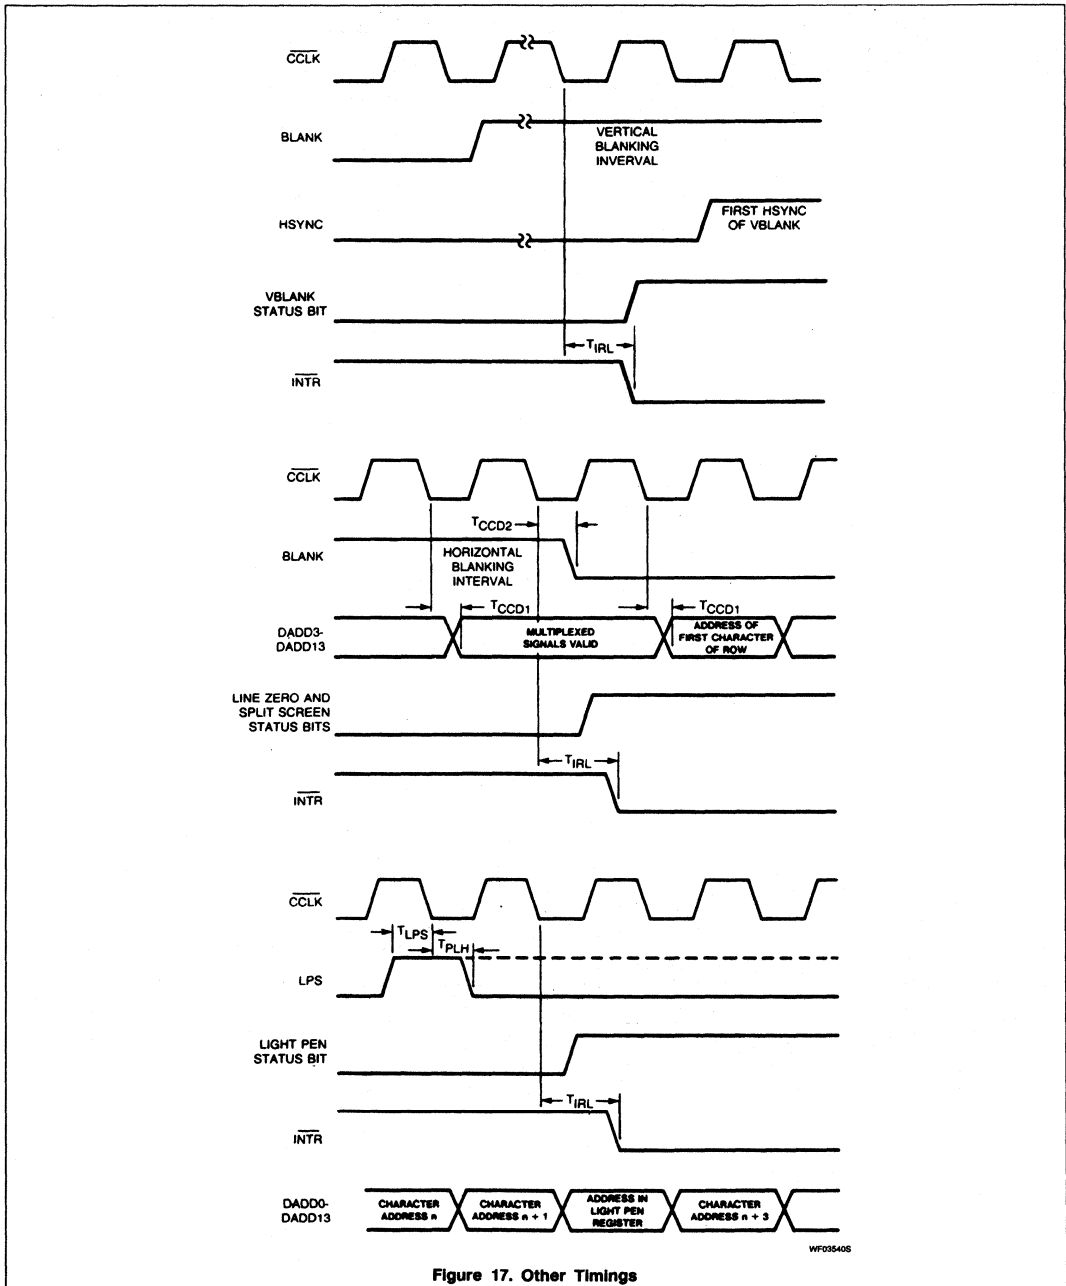 CCLK
BLANK
VERTICAL
BLANKING
INVERVAL
HSYNC
FIRST HSYNC
OF VBLANK
VBLANK
STATUS BIT
TIRL
INTR
CCLK
TCCD2
BLANK
HORIZONTAL
BLANKING
INTERVAL
TCCD1
TCCD1
DADD3-
DADD13
MULTIPLEXED
SIGNALS VALID
ADDRESS OF
FIRST CHARACTER
OF ROW
LINE ZERO AND
SPLIT SCREEN
STATUS BITS
TIRL
INTR
CCLK
TLPS
TPLH
LPS
LIGHT PEN
STATUS BIT
TIRL
INTR
DADD0-
DADD13
CHARACTER
ADDRESS n
CHARACTER
ADDRESS n + 1
ADDRESS IN
LIGHT PEN
REGISTER
CHARACTER
ADDRESS n + 3
WF03540S
Figure 17. Other Timings